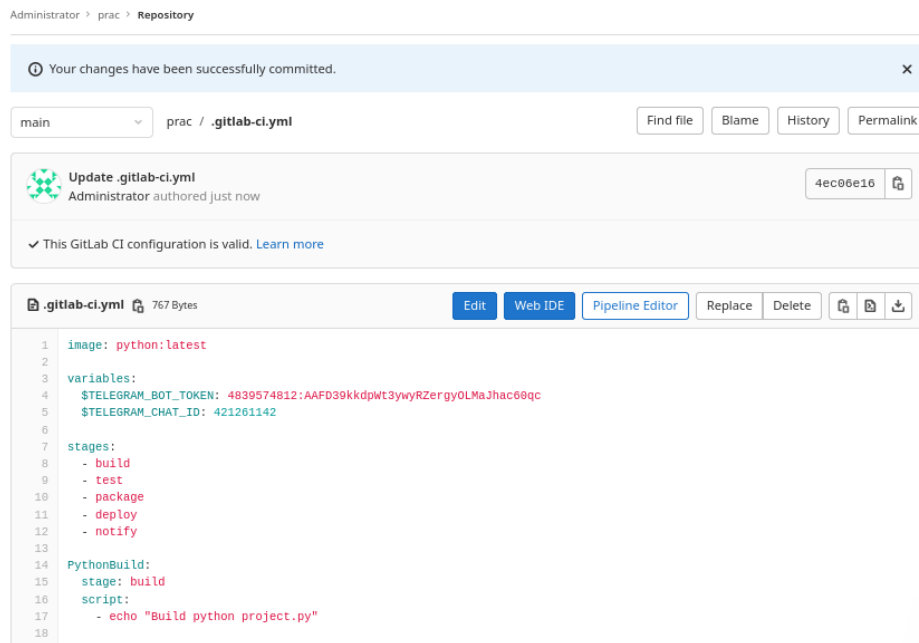 Administrator > prac > Repository
Your changes have been successfully committed.
main prac / .gitlab-ci.yml Find file Blame History Permalink
Update .gitlab-ci.yml
Administrator authored just now
4ec06e16
This GitLab CI configuration is valid. Learn more
.gitlab-ci.yml 767 Bytes Edit Web IDE Pipeline Editor Replace Delete
1 image: python:latest
2
3 variables:
4   $TELEGRAM_BOT_TOKEN: 4839574812:AAFD39kkdpWt3ywyRZergyOLMaJhac60qc
5   $TELEGRAM_CHAT_ID: 421261142
6
7 stages:
8   - build
9   - test
10   - package
11   - deploy
12   - notify
13
14 PythonBuild:
15   stage: build
16   script:
17     - echo "Build python project.py"
18